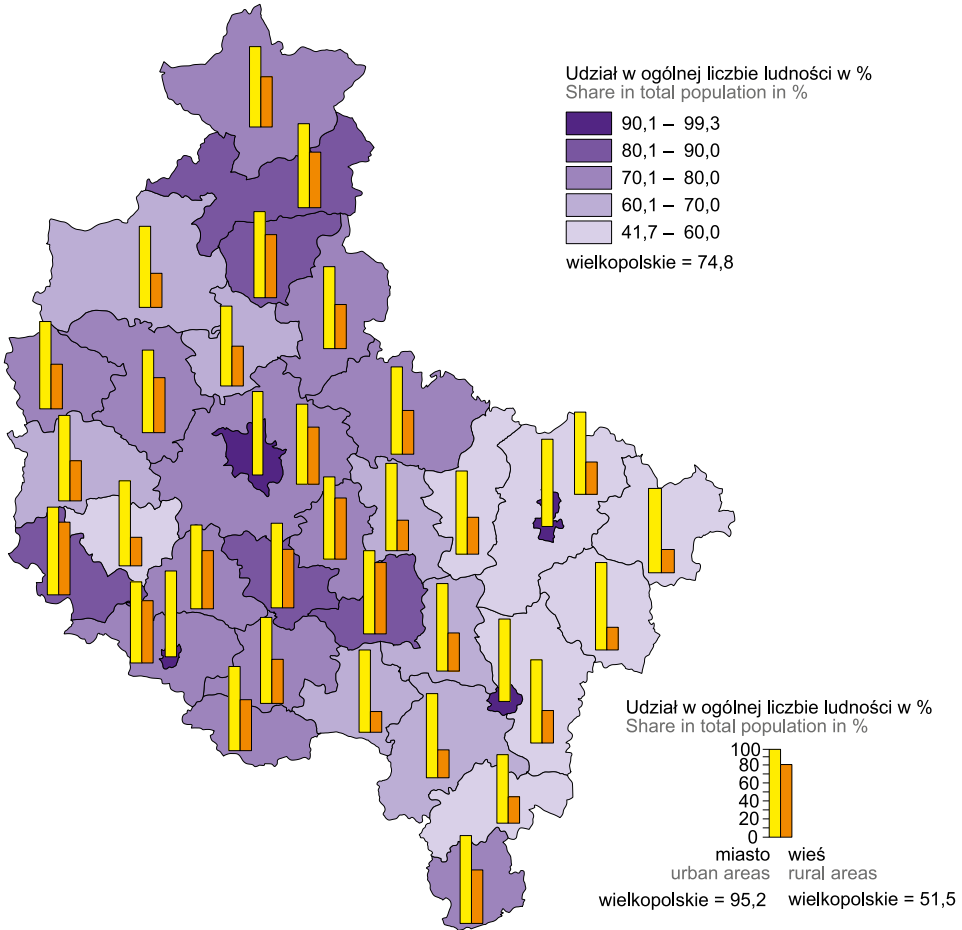 Udział w ogólnej liczbie ludności w %
Share in total population in %
90,1 – 99,3
80,1 – 90,0
70,1 – 80,0
60,1 – 70,0
41,7 – 60,0
wielkopolskie = 74,8
Udział w ogólnej liczbie ludności w %
Share in total population in %
100
80
60
40
20
0
miasto wieś
urban areas rural areas
wielkopolskie = 95,2 wielkopolskie = 51,5